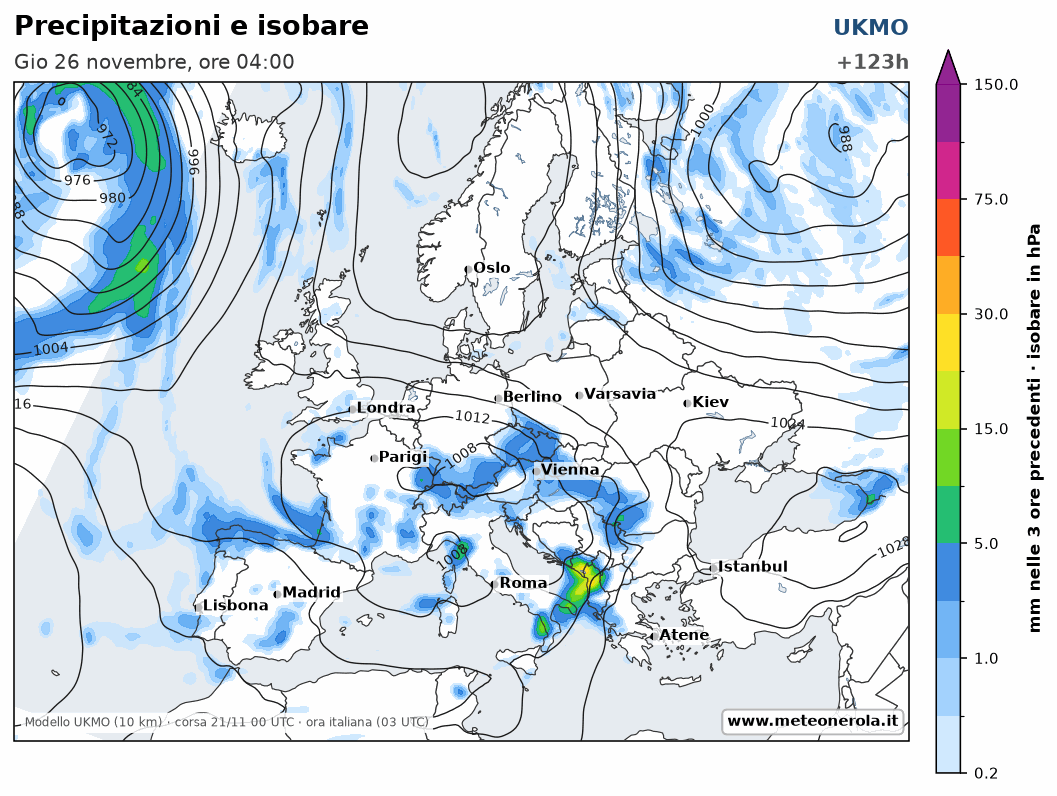 Precipitazioni e isobare
UKMO
Gio 26 novembre, ore 04:00
+123h
150.0
75.0
30.0
15.0
5.0
1.0
0.2
mm nelle 3 ore precedenti · isobare in hPa
972
976
980
996
1004
1000
988
16
1012
1008
1024
1008
1028
Oslo
Londra
Berlino
Varsavia
Kiev
Parigi
Vienna
Istanbul
Roma
Madrid
Lisbona
Atene
Modello UKMO (10 km) · corsa 21/11 00 UTC · ora italiana (03 UTC)
www.meteonerola.it